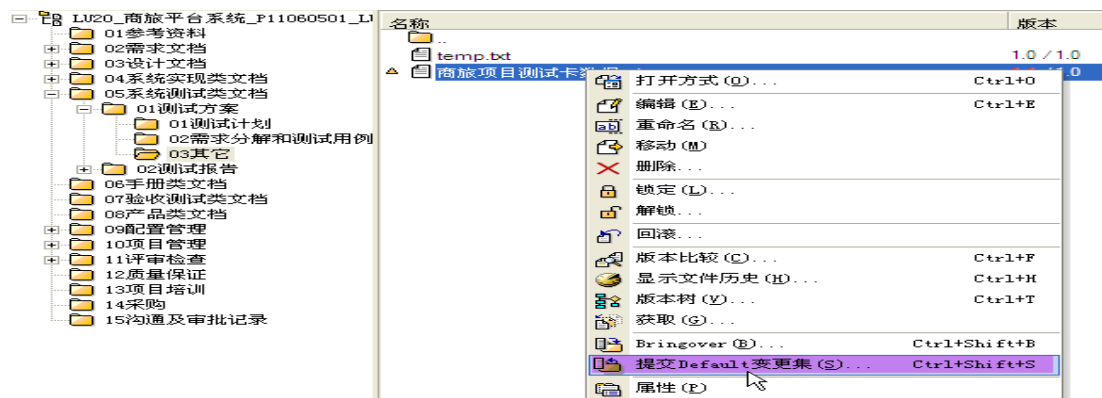 LU20_商旅平台系统_P11060501_L
01参考资料
02需求文档
03设计文档
04系统实现类文档
05系统测试类文档
01测试方案
01测试计划
02需求分解和测试用例
03其它
02测试报告
06手册类文档
07验收测试类文档
08产品类文档
09配置管理
10项目管理
11评审检查
12质量保证
13项目培训
14采购
15沟通及审批记录
名称 版本
..
temp.txt 1.0 / 1.0
商旅项目测试卡数据
打开方式(O)... Ctrl+O
编辑(E)... Ctrl+E
重命名(R)...
移动(M)
删除...
锁定(L)...
解锁...
回滚...
版本比较(C)... Ctrl+F
显示文件历史(H)... Ctrl+H
版本树(V)... Ctrl+T
获取(G)...
Bringover(B)... Ctrl+Shift+B
提交Default变更集(S)... Ctrl+Shift+S
属性(P)